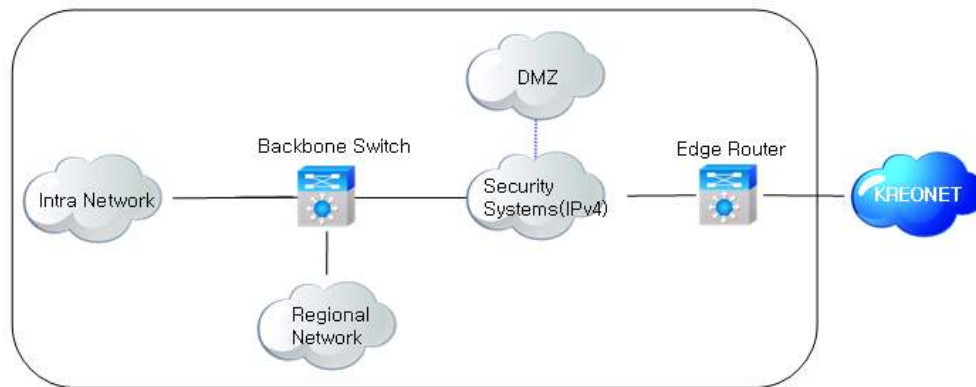 DMZ
Backbone Switch
Edge Router
Intra Network
Security
Systems(IPv4)
KREONET
Regional
Network